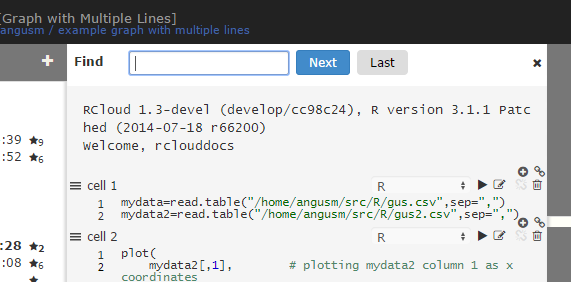 [Graph with Multiple Lines]
angusm / example graph with multiple lines
+
Find Next Last ×
RCloud 1.3-devel (develop/cc98c24), R version 3.1.1 Patc
hed (2014-07-18 r66200)
Welcome, rclouddocs
:39 ★9
:52 ★6
cell 1 R
1 mydata=read.table("/home/angusm/src/R/gus.csv",sep=",")
2 mydata2=read.table("/home/angusm/src/R/gus2.csv",sep=",")
:28 ★2
cell 2 R
:08 ★6
1 plot(
2 mydata2[,1], # plotting mydata2 column 1 as x
coordinates